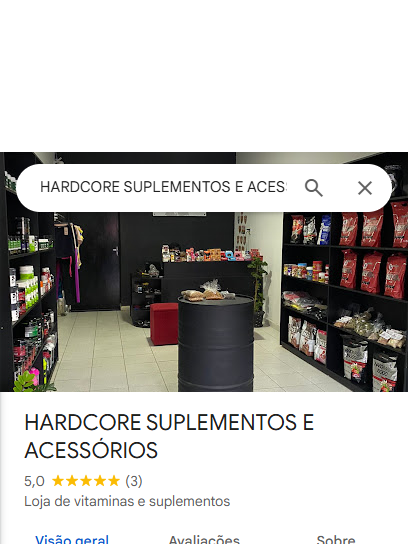 HARDCORE SUPLEMENTOS E ACES
HARDCORE SUPLEMENTOS E
ACESSÓRIOS
5,0 (3)
Loja de vitaminas e suplementos
Visão geral Avaliações Sobre